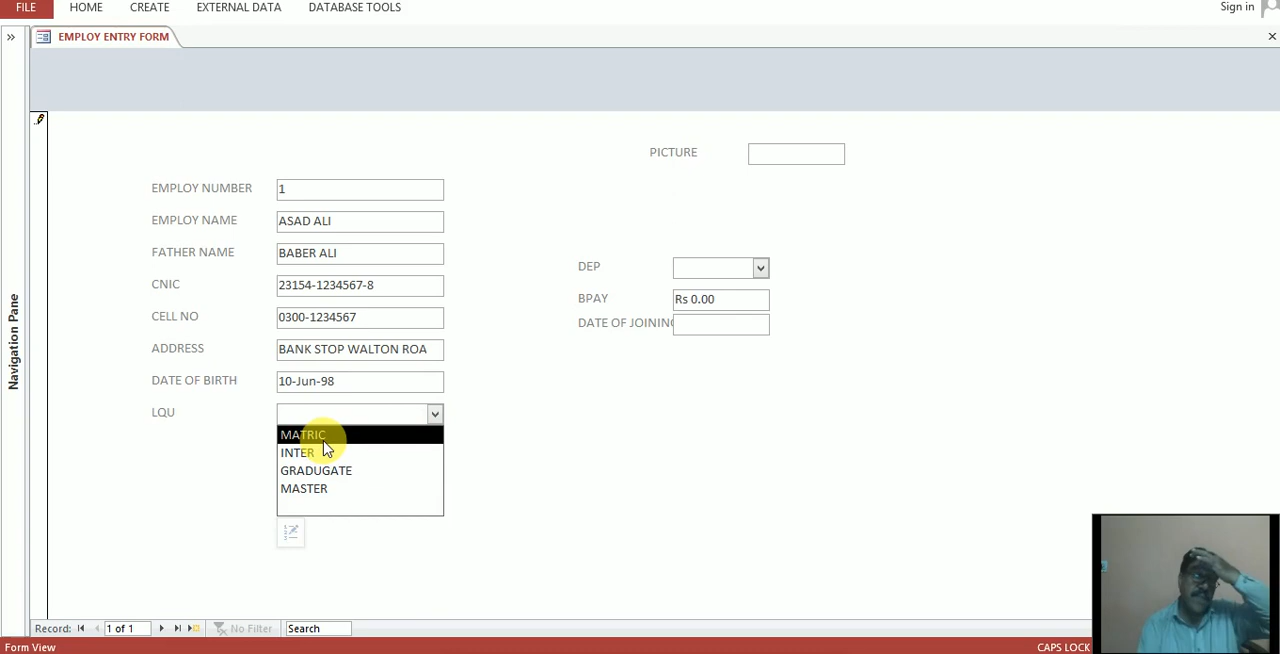 FILE HOME CREATE EXTERNAL DATA DATABASE TOOLS Sign in
EMPLOY ENTRY FORM
PICTURE
EMPLOY NUMBER 1
EMPLOY NAME ASAD ALI
FATHER NAME BABER ALI
CNIC 23154-1234567-8
CELL NO 0300-1234567
ADDRESS BANK STOP WALTON ROA
DATE OF BIRTH 10-Jun-98
LQU
MATRIC
INTER
GRADUGATE
MASTER
DEP
BPAY Rs 0.00
DATE OF JOINING
Navigation Pane
Record: 1 of 1 No Filter Search
Form View CAPS LOCK